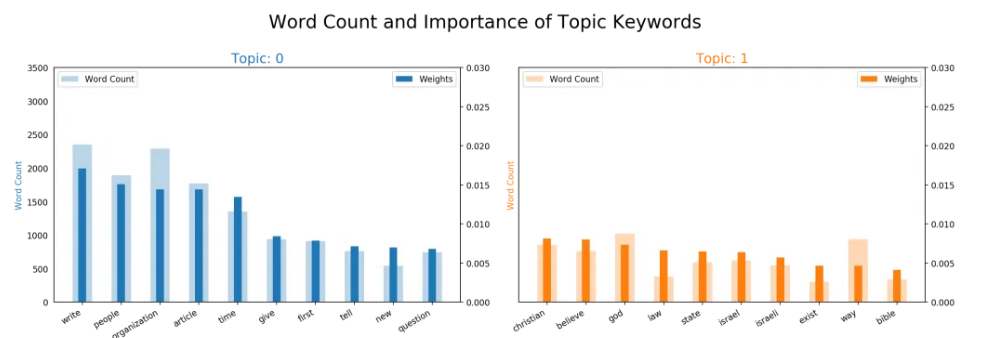 Word Count and Importance of Topic Keywords
Topic: 0
Word Count
Weights
3500
3000
2500
2000
1500
1000
500
0
Word Count
0.030
0.025
0.020
0.015
0.010
0.005
0.000
write
people
organization
article
time
give
first
tell
new
question
Topic: 1
Word Count
Weights
Word Count
0.030
0.025
0.020
0.015
0.010
0.005
0.000
christian
believe
god
law
state
israel
israeli
exist
way
bible